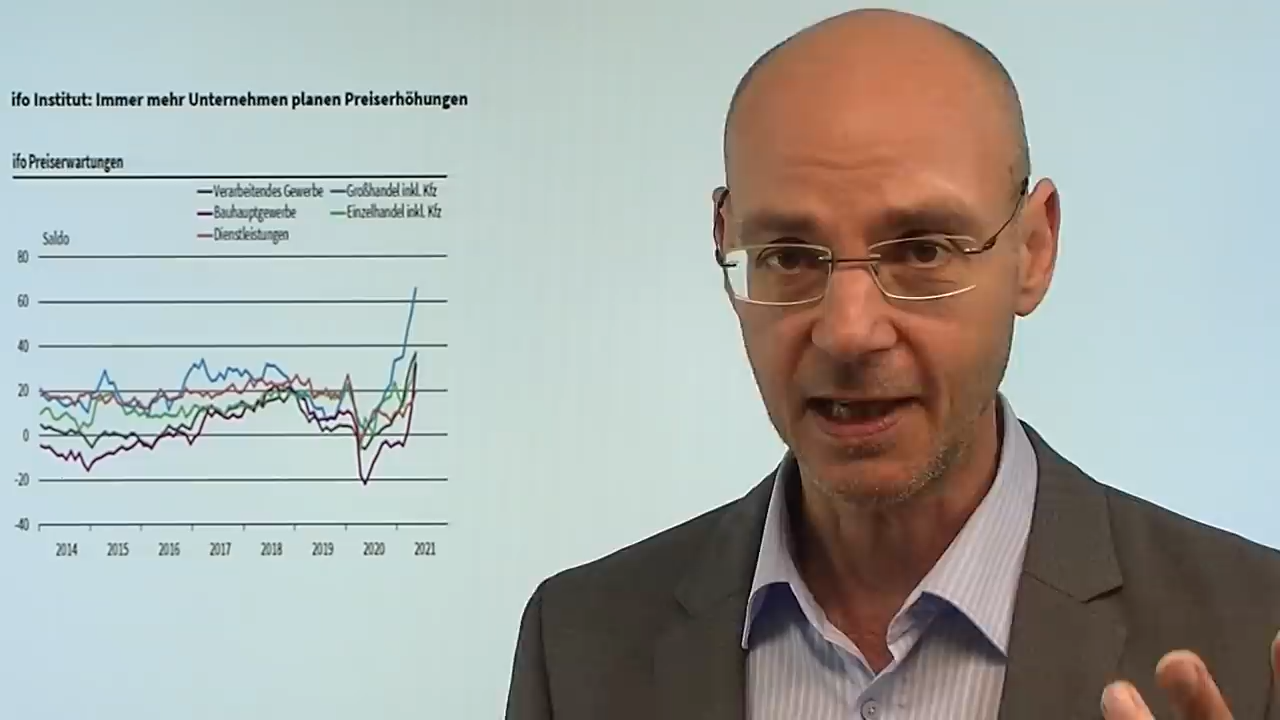 ifo Institut: Immer mehr Unternehmen planen Preiserhöhungen
ifo Preiserwartungen
Verarbeitendes Gewerbe Großhandel inkl. Kfz
Bauhauptgewerbe Einzelhandel inkl. Kfz
Dienstleistungen
Saldo
80
60
40
20
0
-20
-40
2014 2015 2016 2017 2018 2019 2020 2021